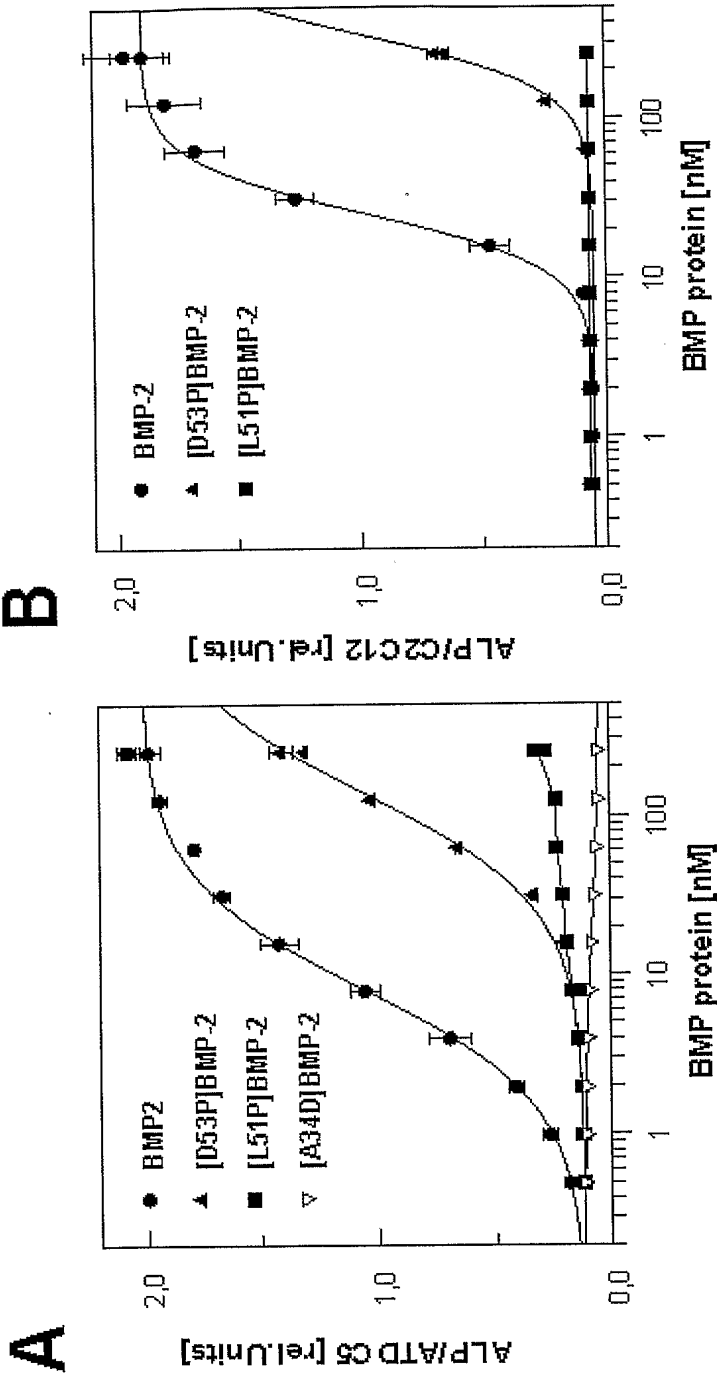 A
ALP/ATDC5 [rel.Units]
2,0
1,0
0,0
BMP2
[D53P]BMP-2
[L51P]BMP-2
[A34D]BMP-2
1
10
100
BMP protein [nM]
B
ALP/C2C12 [rel.Units]
2,0
1,0
0,0
BMP-2
[D53P]BMP-2
[L51P]BMP-2
1
10
100
BMP protein [nM]